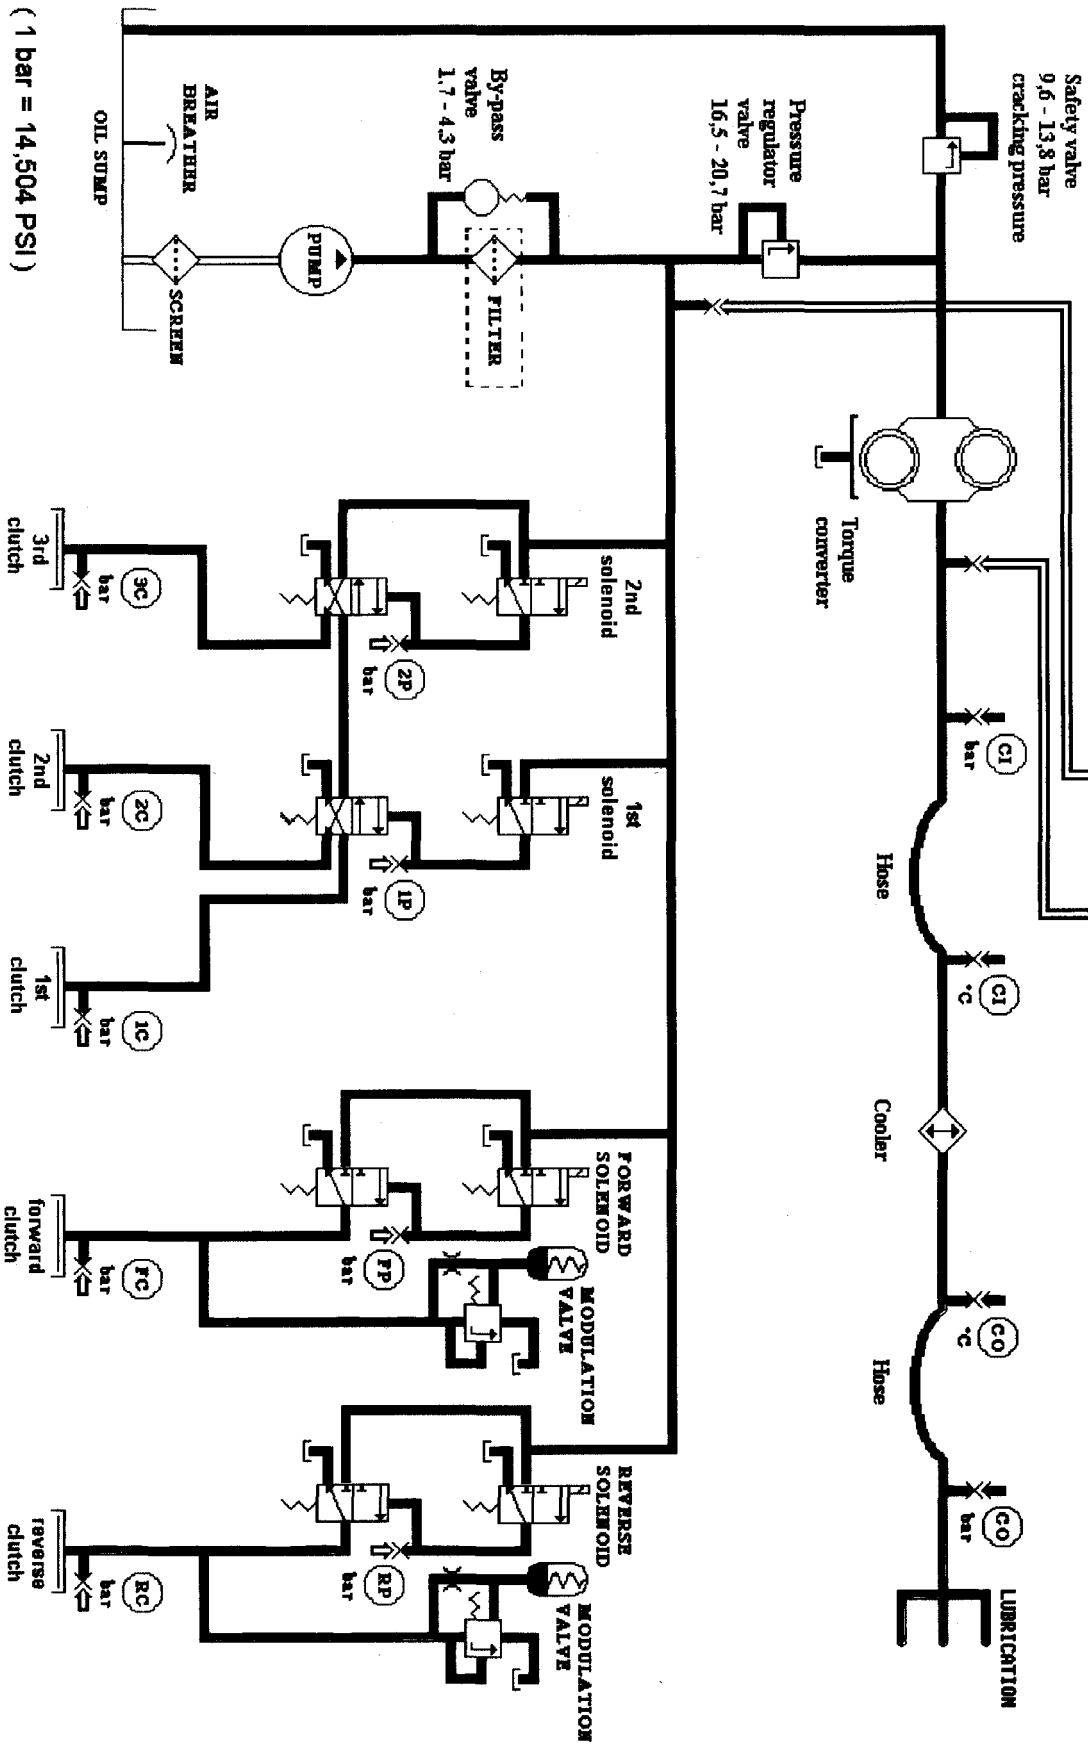 ( 1 bar = 14,504 PSI )
Safety valve
9,6 - 13,8 bar
cracking pressure
Pressure
regulator
valve
16,5 - 20,7 bar
By-pass
valve
1,7 - 4,3 bar
AIR
BREATHER
OIL SUMP
PUMP
SCREEN
FILTER
Torque
converter
CI
bar
Hose
CI
°C
Cooler
CO
°C
Hose
CO
bar
LUBRICATION
2nd
solenoid
2P
bar
3C
bar
3rd
clutch
1st
solenoid
1P
bar
2C
bar
2nd
clutch
1C
bar
1st
clutch
FORWARD
SOLENOID
FP
bar
MODULATION
VALVE
FC
bar
forward
clutch
REVERSE
SOLENOID
RP
bar
MODULATION
VALVE
RC
bar
reverse
clutch